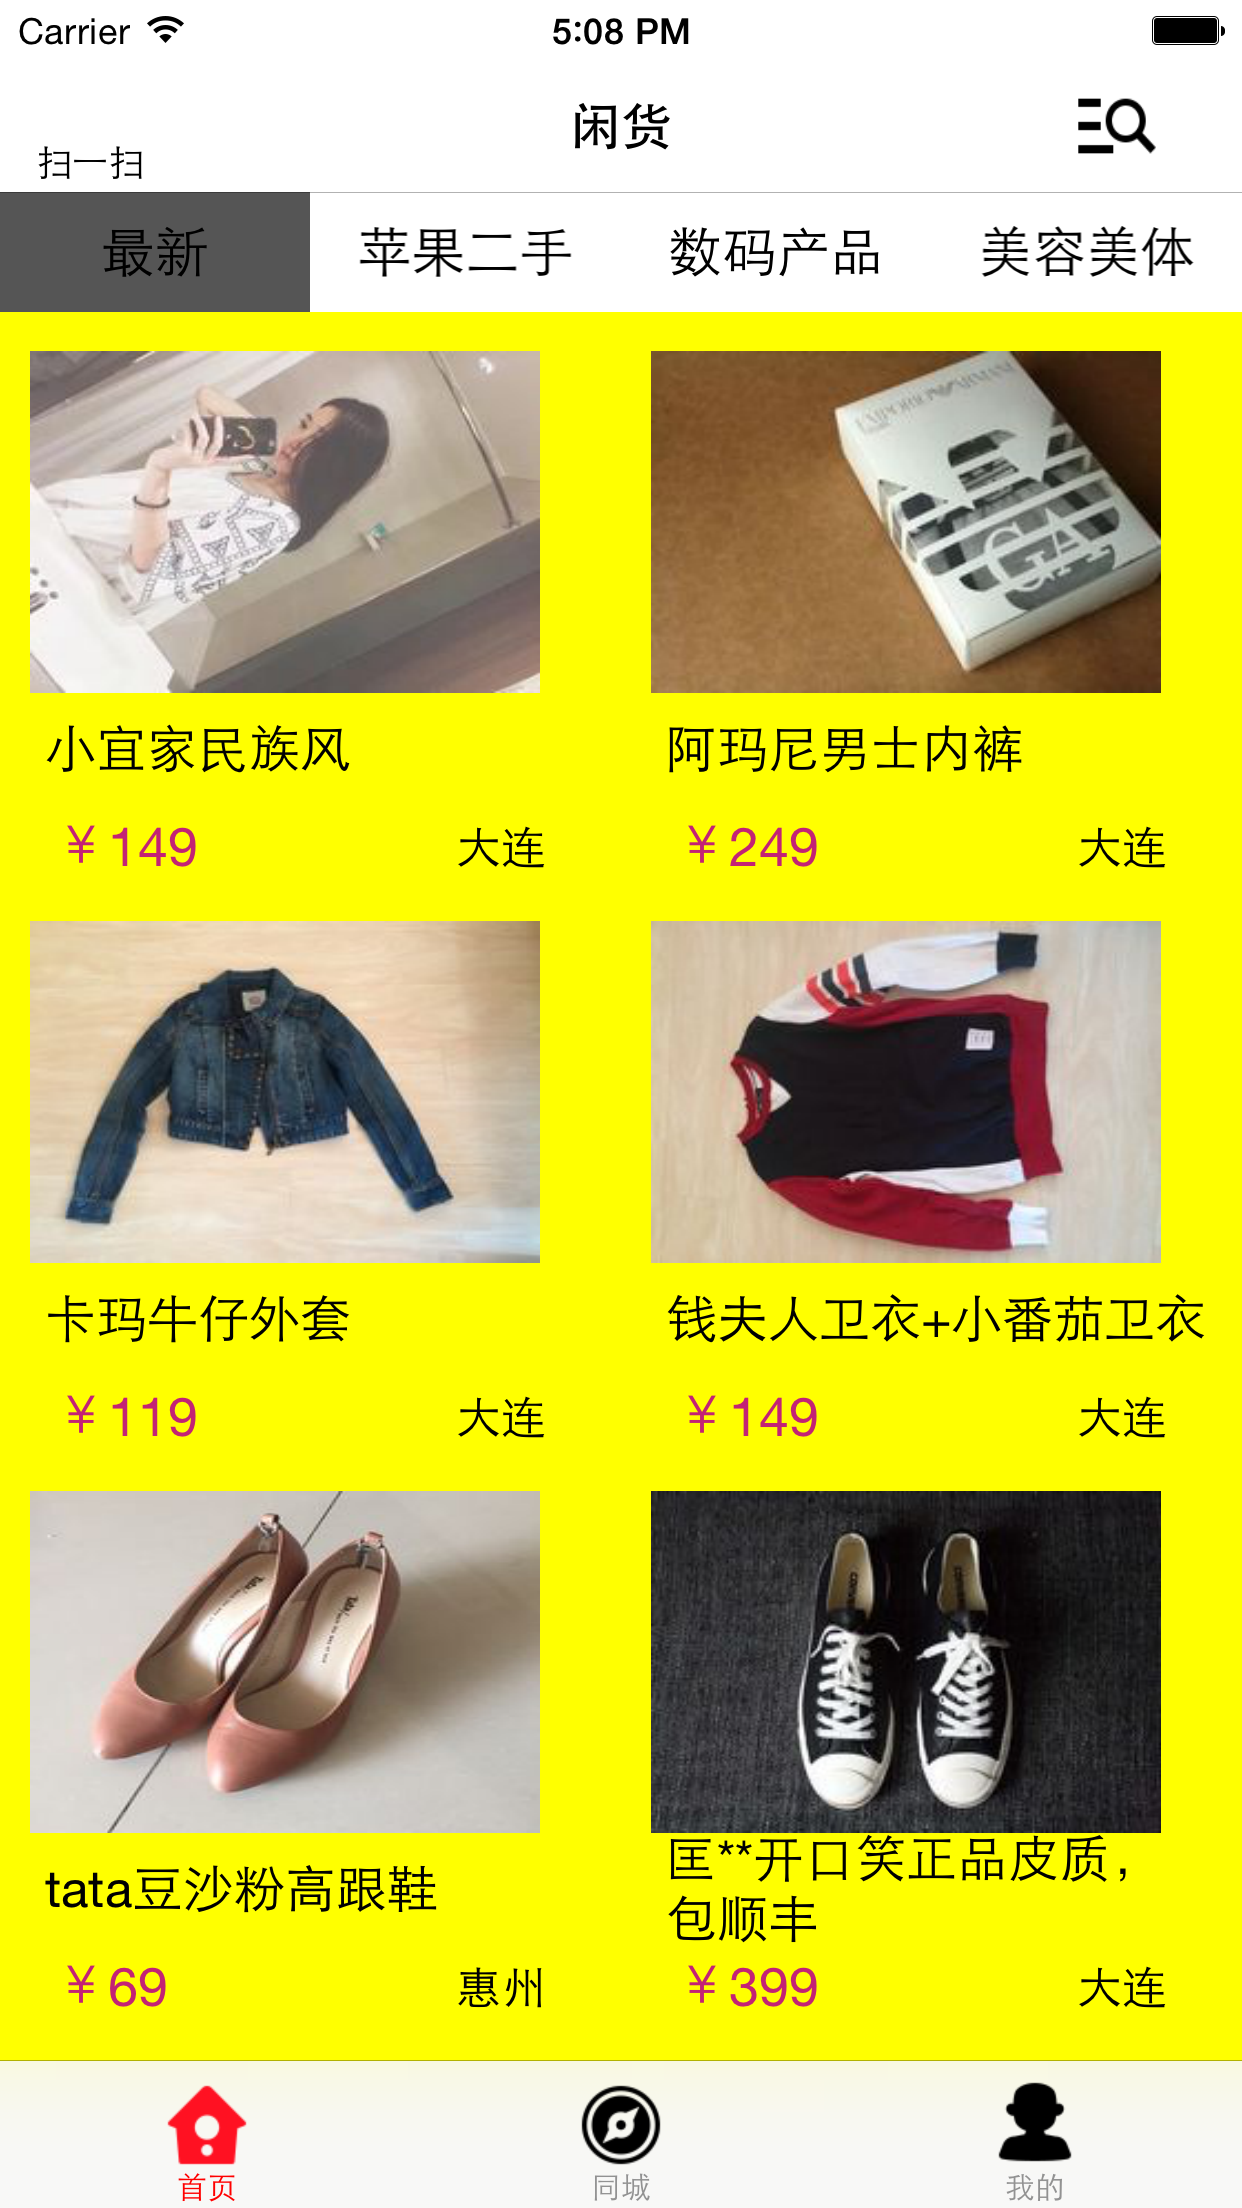 Carrier 5:08 PM
闲货
扫一扫
最新 苹果二手 数码产品 美容美体
EMPORIO ARMANI
GA
小宜家民族风 阿玛尼男士内裤
¥149 大连 ¥249 大连
卡玛牛仔外套 钱夫人卫衣+小番茄卫衣
¥119 大连 ¥149 大连
Tata Tata
tata豆沙粉高跟鞋 匡**开口笑正品皮质，
包顺丰
¥69 惠州 ¥399 大连
首页 同城 我的